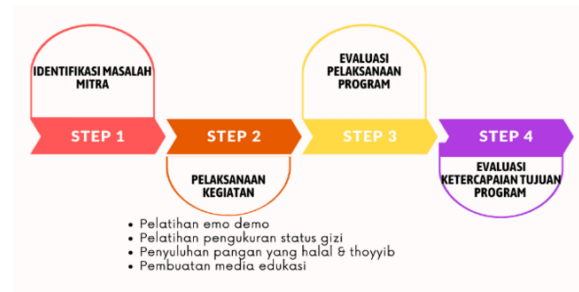 IDENTIFIKASI MASALAH
MITRA
STEP 1
STEP 2
PELAKSANAAN
KEGIATAN
• Pelatihan emo demo
• Pelatihan pengukuran status gizi
• Penyuluhan pangan yang halal & thoyyib
• Pembuatan media edukasi
EVALUASI
PELAKSANAAN
PROGRAM
STEP 3
STEP 4
EVALUASI
KETERCAPAIAN TUJUAN
PROGRAM